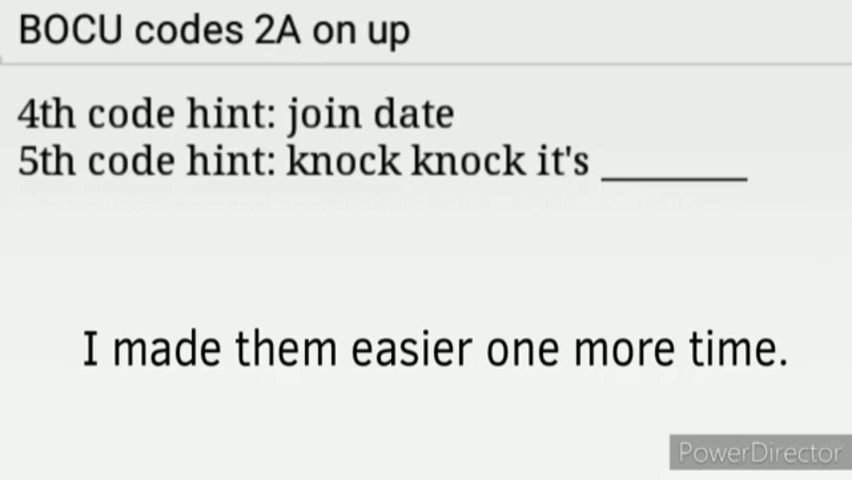 BOCU codes 2A on up
4th code hint: join date
5th code hint: knock knock it's ________
I made them easier one more time.
PowerDirector